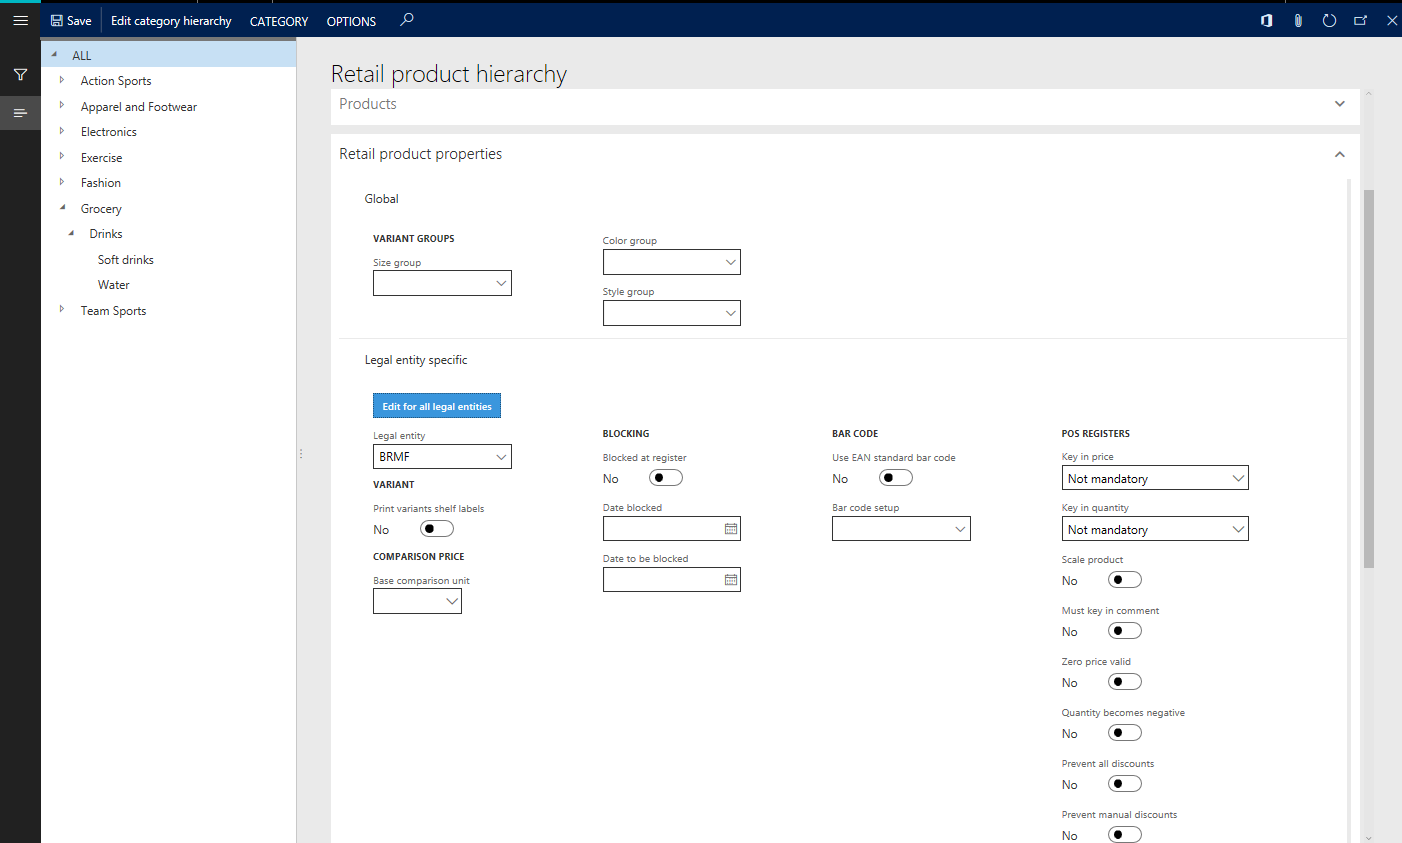 Save Edit category hierarchy CATEGORY OPTIONS
ALL
Action Sports
Apparel and Footwear
Electronics
Exercise
Fashion
Grocery
Drinks
Soft drinks
Water
Team Sports
Retail product hierarchy
Products
Retail product properties
Global
VARIANT GROUPS
Size group
Color group
Style group
Legal entity specific
Edit for all legal entities
Legal entity
BRMF
VARIANT
Print variants shelf labels
No
COMPARISON PRICE
Base comparison unit
BLOCKING
Blocked at register
No
Date blocked
Date to be blocked
BAR CODE
Use EAN standard bar code
No
Bar code setup
POS REGISTERS
Key in price
Not mandatory
Key in quantity
Not mandatory
Scale product
No
Must key in comment
No
Zero price valid
No
Quantity becomes negative
No
Prevent all discounts
No
Prevent manual discounts
No